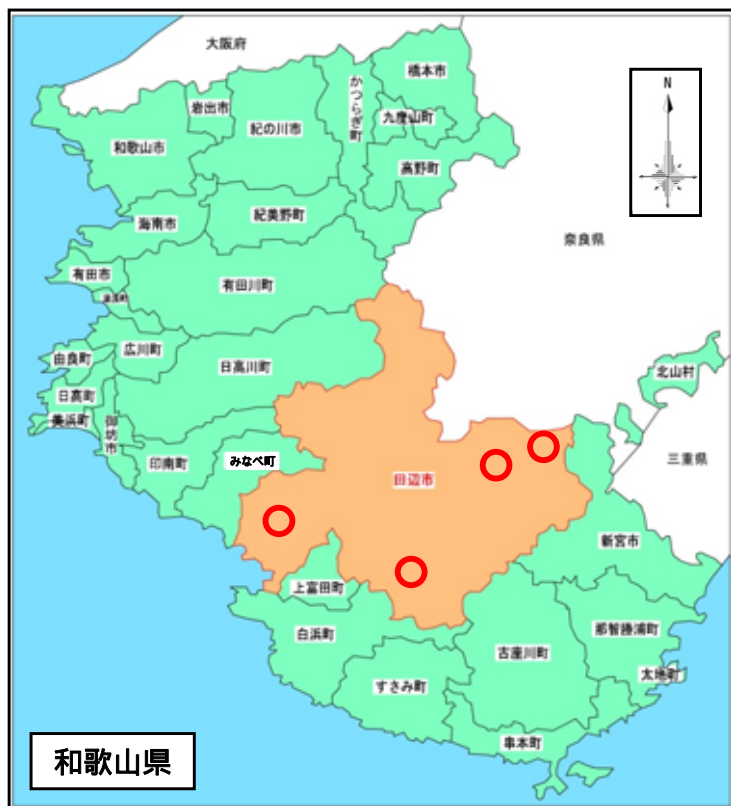 大阪府
橋本市
かつらぎ町
岩出市
紀の川市
九度山町
和歌山市
高野町
N
紀美野町
海南市
奈良県
有田市
有田川町
広川町
由良町
日高川町
北山村
日高町
美浜町
御坊市
印南町
みなべ町
三重県
田辺市
新宮市
上富田町
白浜町
那智勝浦町
古座川町
太地町
すさみ町
串本町
和歌山県